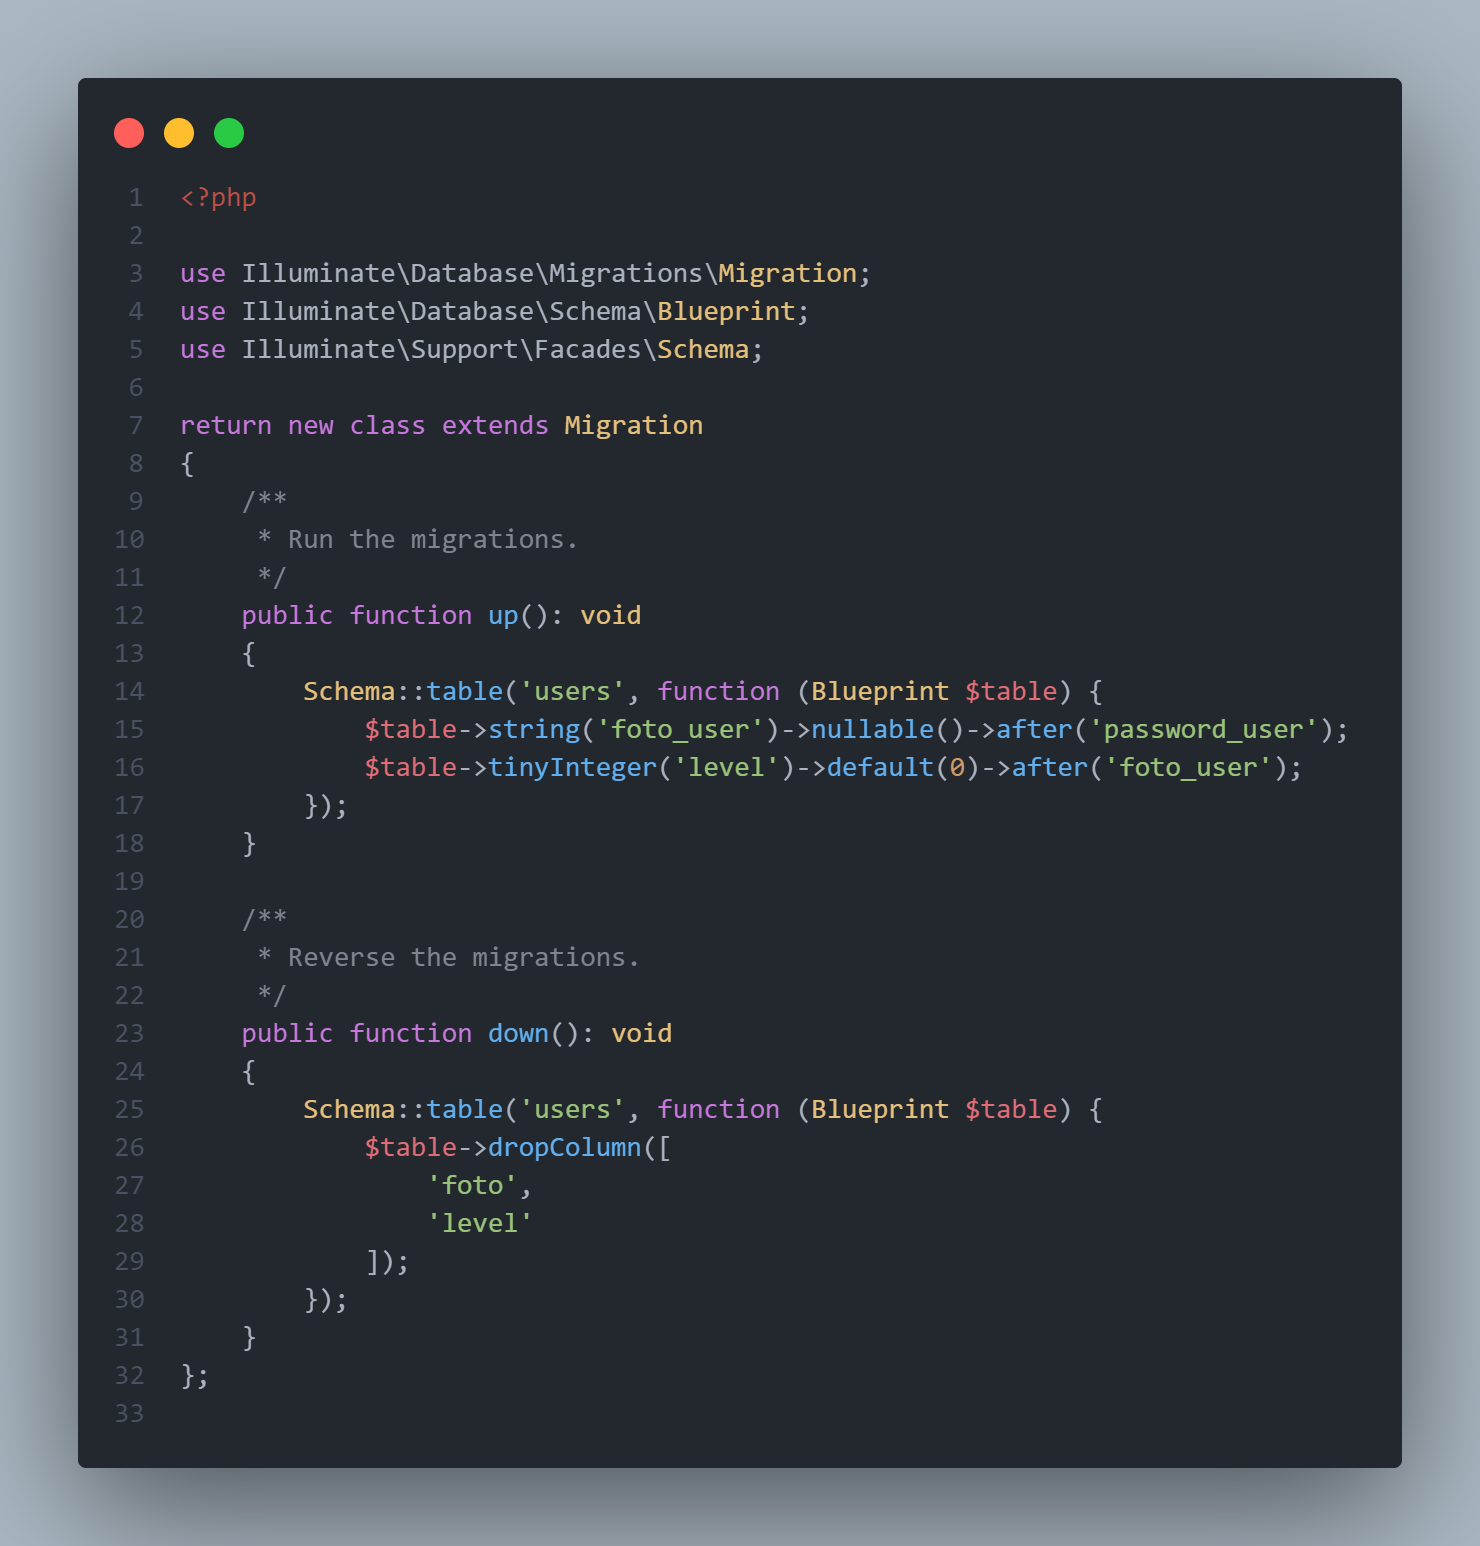 1 <?php
2
3 use Illuminate\Database\Migrations\Migration;
4 use Illuminate\Database\Schema\Blueprint;
5 use Illuminate\Support\Facades\Schema;
6
7 return new class extends Migration
8 {
9     /**
10      * Run the migrations.
11      */
12     public function up(): void
13     {
14         Schema::table('users', function (Blueprint $table) {
15             $table->string('foto_user')->nullable()->after('password_user');
16             $table->tinyInteger('level')->default(0)->after('foto_user');
17         });
18     }
19
20     /**
21      * Reverse the migrations.
22      */
23     public function down(): void
24     {
25         Schema::table('users', function (Blueprint $table) {
26             $table->dropColumn([
27                 'foto',
28                 'level'
29             ]);
30         });
31     }
32 };
33